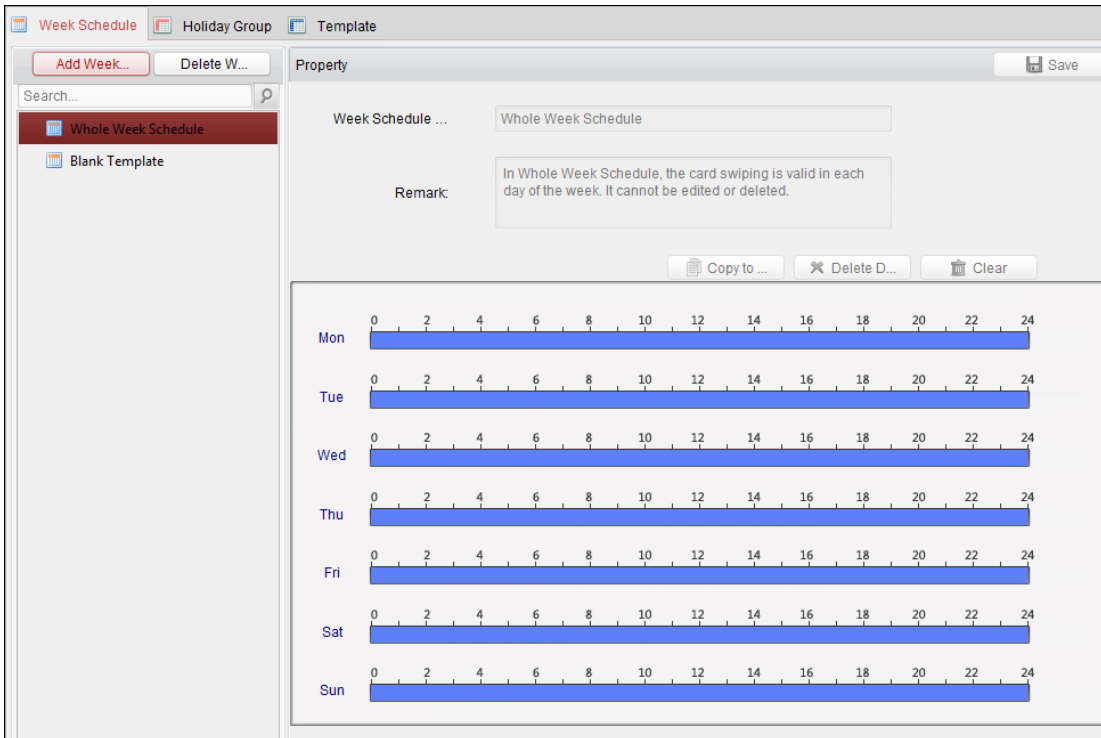 Week Schedule Holiday Group Template
Add Week... Delete W... Property Save
Search...
Whole Week Schedule
Blank Template
Week Schedule ... Whole Week Schedule
Remark: In Whole Week Schedule, the card swiping is valid in each
day of the week. It cannot be edited or deleted.
Copy to ... Delete D... Clear
0 2 4 6 8 10 12 14 16 18 20 22 24
Mon
0 2 4 6 8 10 12 14 16 18 20 22 24
Tue
0 2 4 6 8 10 12 14 16 18 20 22 24
Wed
0 2 4 6 8 10 12 14 16 18 20 22 24
Thu
0 2 4 6 8 10 12 14 16 18 20 22 24
Fri
0 2 4 6 8 10 12 14 16 18 20 22 24
Sat
0 2 4 6 8 10 12 14 16 18 20 22 24
Sun